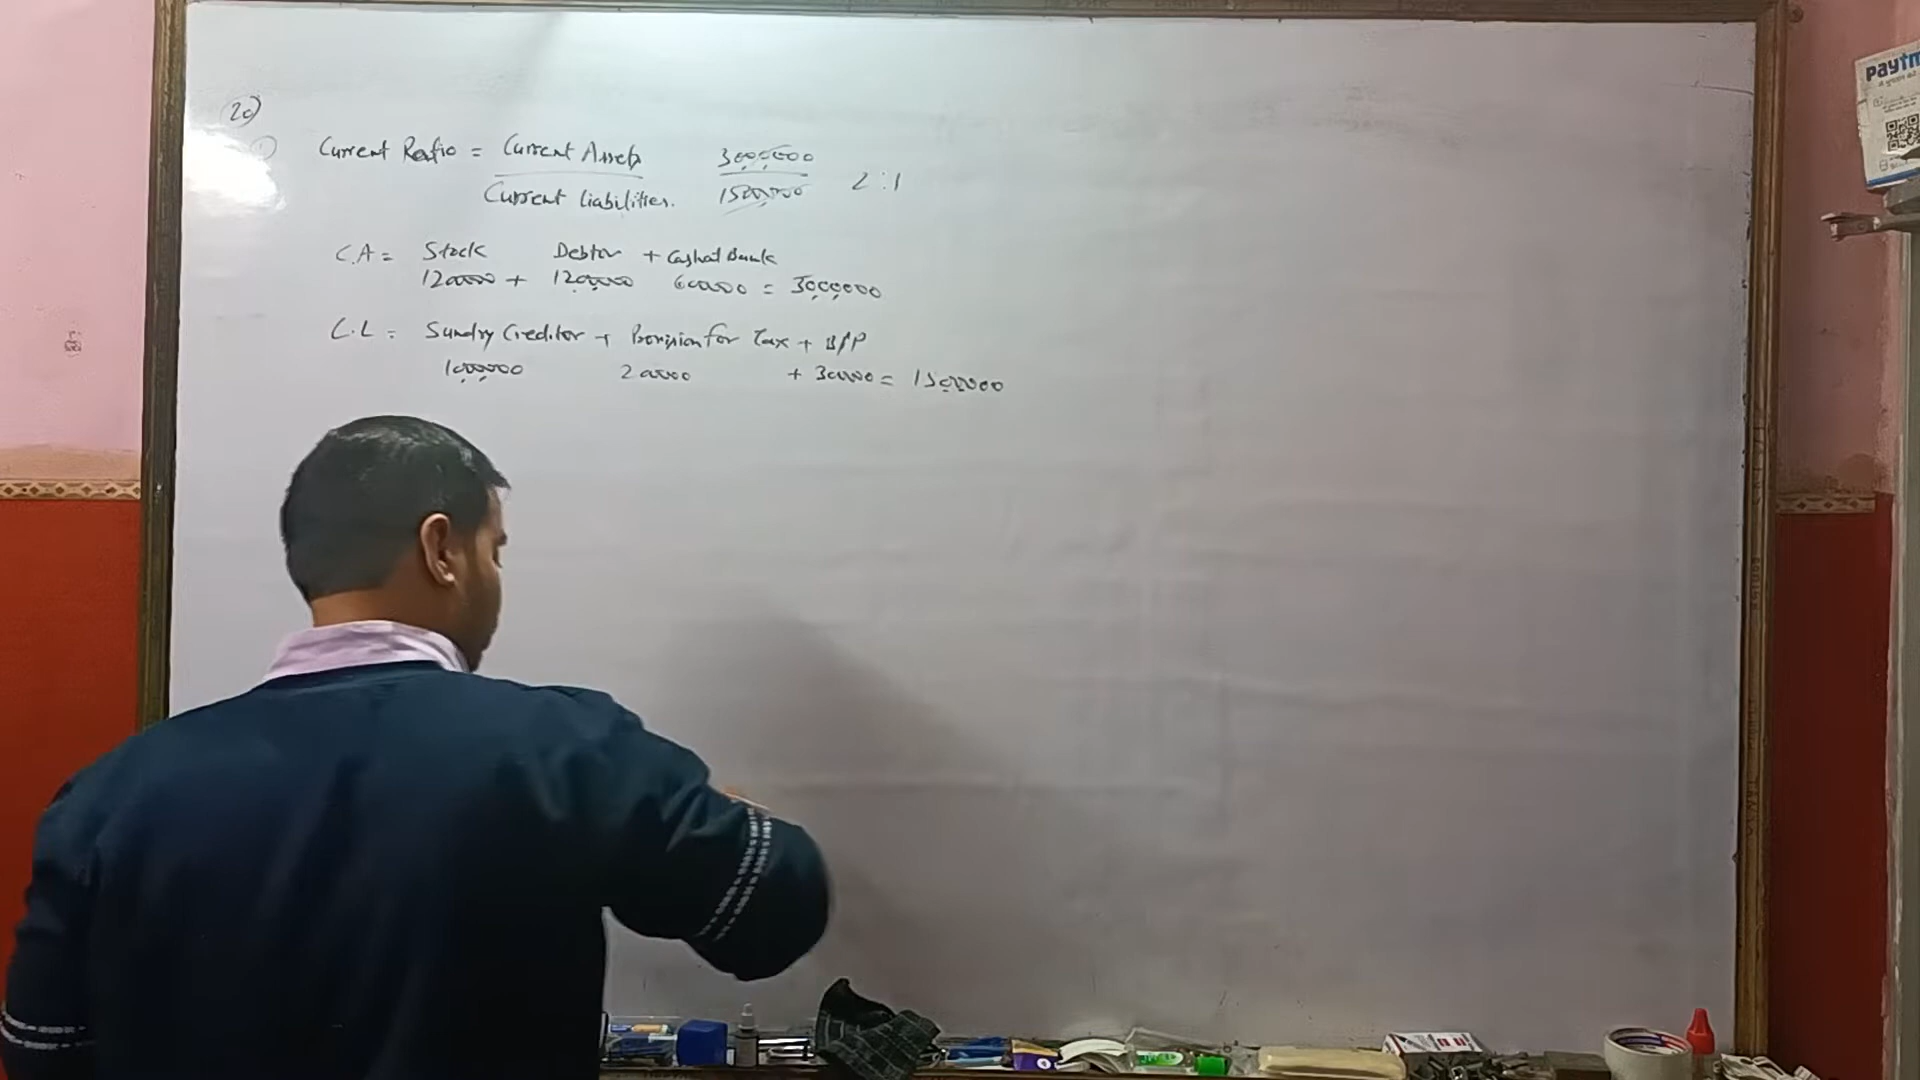 20)
1)
Current Ratio = Current Assets 3000000
Current liabilities. 1500000 2:1
C.A = Stock Debtor + Cash at Bank
1200000 + 1200000 600000 = 3000000
C.L = Sundry Creditor + Provision for Tax + B/P
1000000 200000 + 300000 = 1500000
Paytm